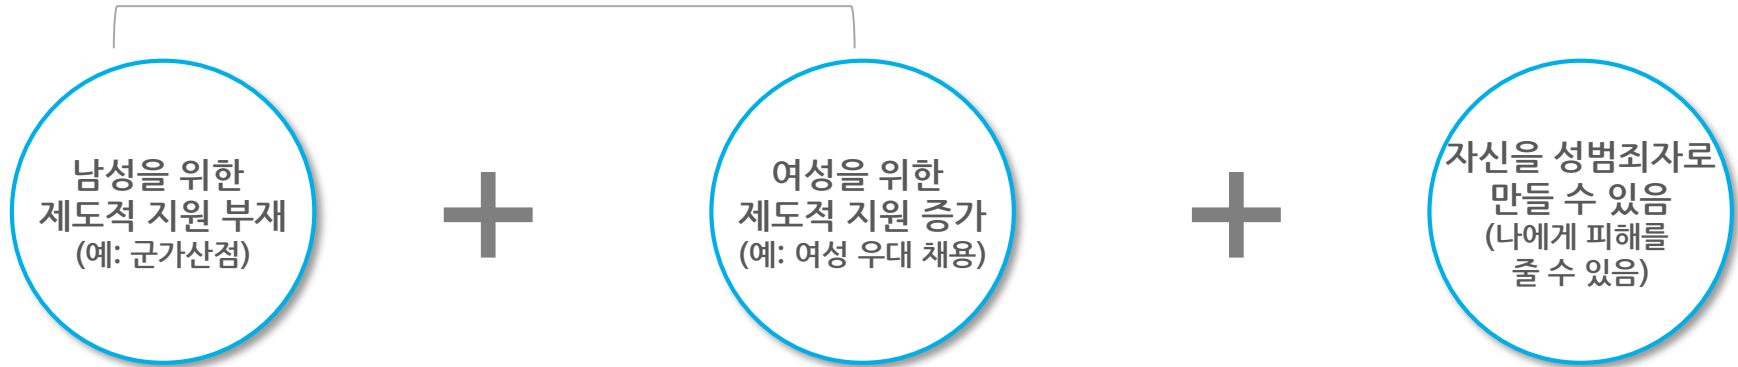 남성을 위한
제도적 지원 부재
(예: 군가산점)
여성을 위한
제도적 지원 증가
(예: 여성 우대 채용)
자신을 성범죄자로
만들 수 있음
(나에게 피해를
줄 수 있음)